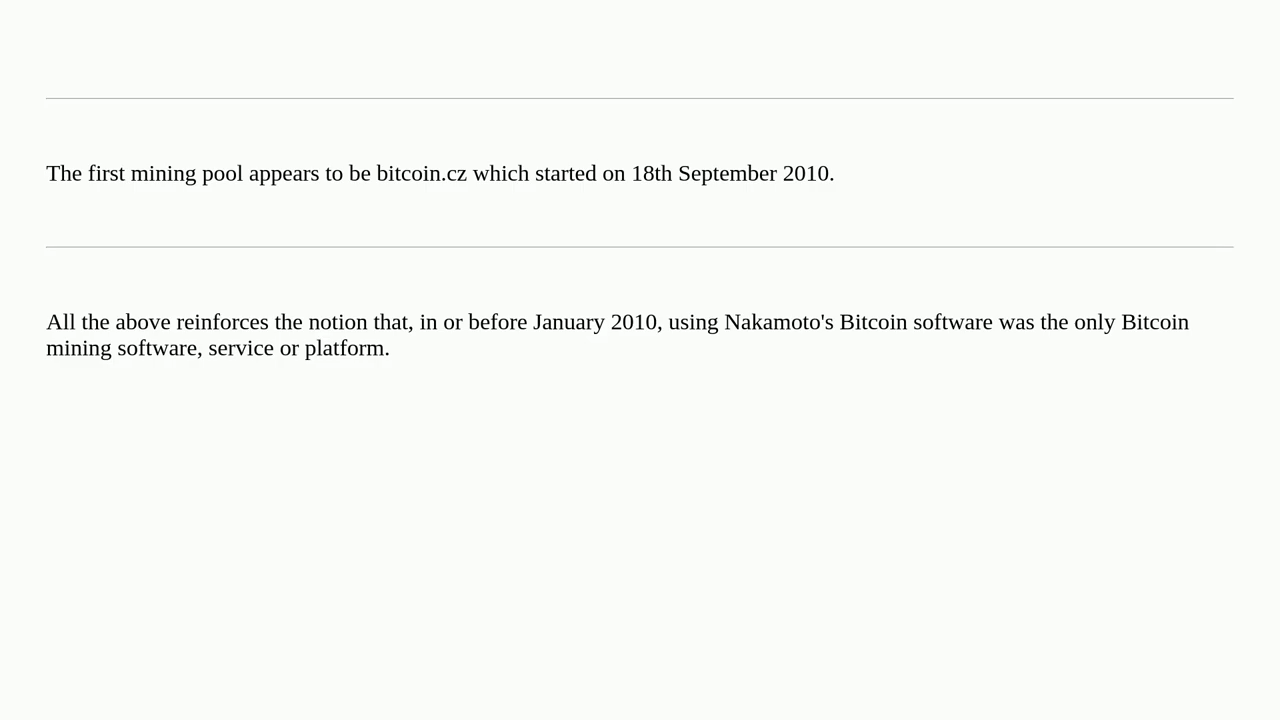 The first mining pool appears to be bitcoin.cz which started on 18th September 2010.
All the above reinforces the notion that, in or before January 2010, using Nakamoto's Bitcoin software was the only Bitcoin
mining software, service or platform.